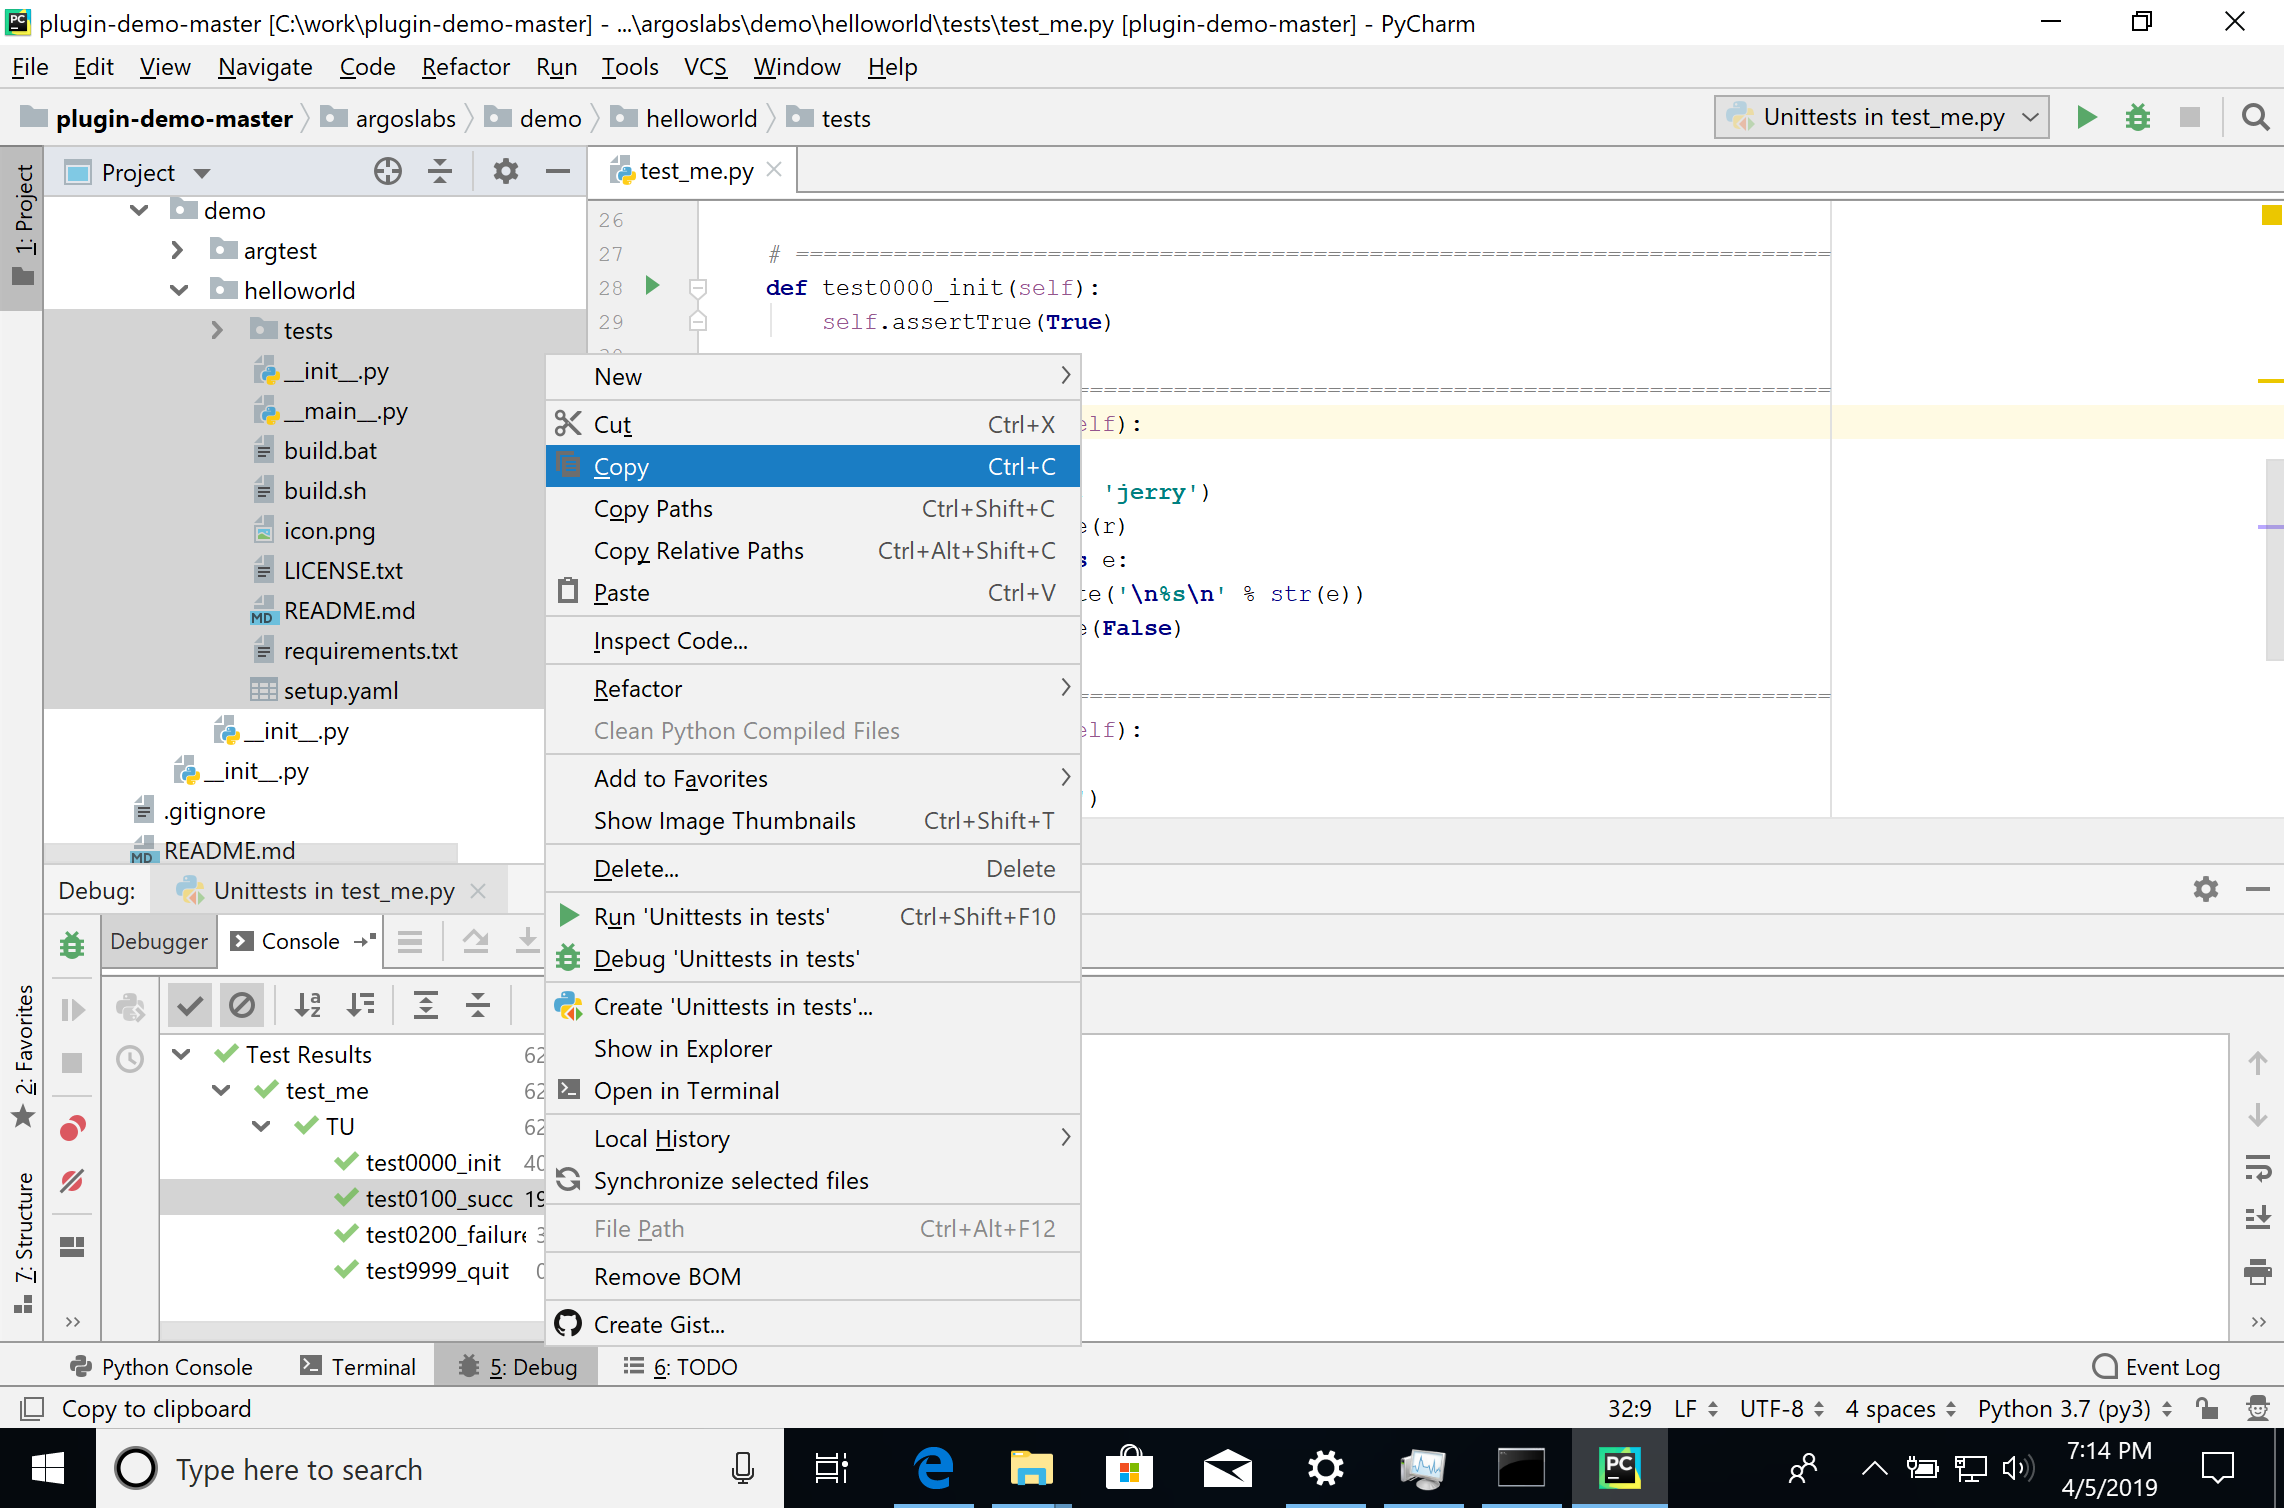 plugin-demo-master [C:\work\plugin-demo-master] - ...\argoslabs\demo\helloworld\tests\test_me.py [plugin-demo-master] - PyCharm
File Edit View Navigate Code Refactor Run Tools VCS Window Help
plugin-demo-master argoslabs demo helloworld tests Unittests in test_me.py
1: Project
Project
test_me.py
demo
argtest
helloworld
tests
__init__.py
__main__.py
build.bat
build.sh
icon.png
LICENSE.txt
README.md
requirements.txt
setup.yaml
__init__.py
__init__.py
.gitignore
README.md
26
27 # ==========================================================================
28 def test0000_init(self):
29 self.assertTrue(True)
elf):
'jerry')
e(r)
s e:
te('\n%s\n' % str(e))
e(False)
elf):
')
New
Cut Ctrl+X
Copy Ctrl+C
Copy Paths Ctrl+Shift+C
Copy Relative Paths Ctrl+Alt+Shift+C
Paste Ctrl+V
Inspect Code...
Refactor
Clean Python Compiled Files
Add to Favorites
Show Image Thumbnails Ctrl+Shift+T
Delete... Delete
Run 'Unittests in tests' Ctrl+Shift+F10
Debug 'Unittests in tests'
Create 'Unittests in tests'...
Show in Explorer
Open in Terminal
Local History
Synchronize selected files
File Path Ctrl+Alt+F12
Remove BOM
Create Gist...
Debug: Unittests in test_me.py
Debugger Console
2: Favorites
7: Structure
Test Results 62
test_me 62
TU 62
test0000_init 40
test0100_succ 19
test0200_failure 3
test9999_quit 0
Python Console Terminal 5: Debug 6: TODO Event Log
Copy to clipboard 32:9 LF UTF-8 4 spaces Python 3.7 (py3)
Type here to search
PC
7:14 PM
4/5/2019